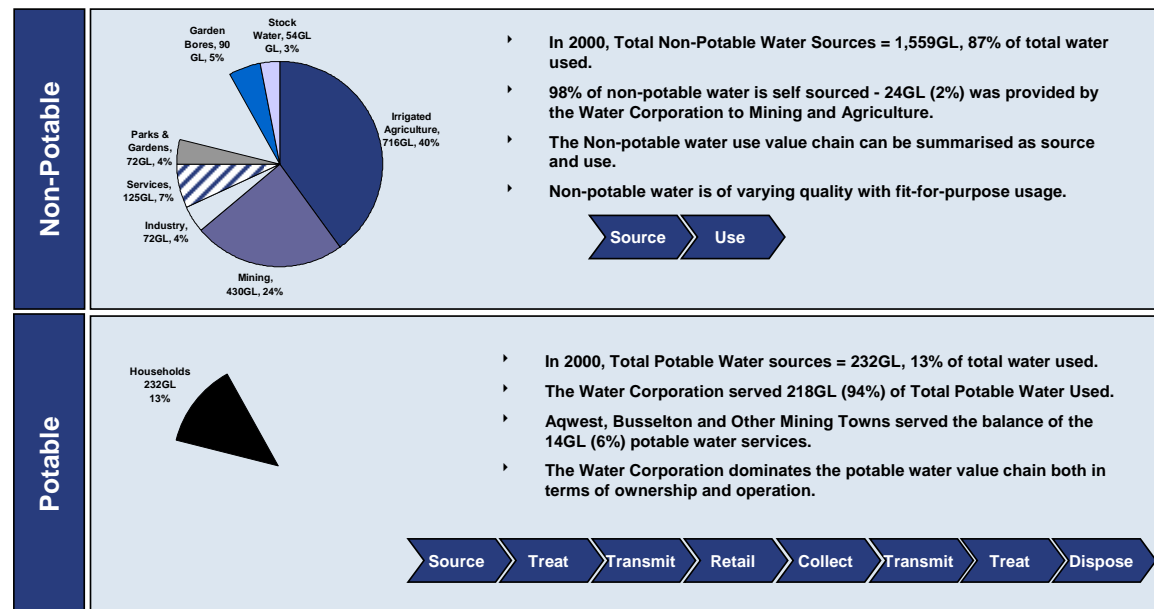 Non-Potable
Garden
Bores, 90
GL, 5%
Stock
Water, 54GL
GL, 3%
Irrigated
Agriculture,
716GL, 40%
Parks &
Gardens,
72GL, 4%
Services,
125GL, 7%
Industry,
72GL, 4%
Mining,
430GL, 24%
In 2000, Total Non-Potable Water Sources = 1,559GL, 87% of total water
used.
98% of non-potable water is self sourced - 24GL (2%) was provided by
the Water Corporation to Mining and Agriculture.
The Non-potable water use value chain can be summarised as source
and use.
Non-potable water is of varying quality with fit-for-purpose usage.
Source Use
Potable
Households
232GL
13%
In 2000, Total Potable Water sources = 232GL, 13% of total water used.
The Water Corporation served 218GL (94%) of Total Potable Water Used.
Aqwest, Busselton and Other Mining Towns served the balance of the
14GL (6%) potable water services.
The Water Corporation dominates the potable water value chain both in
terms of ownership and operation.
Source Treat Transmit Retail Collect Transmit Treat Dispose